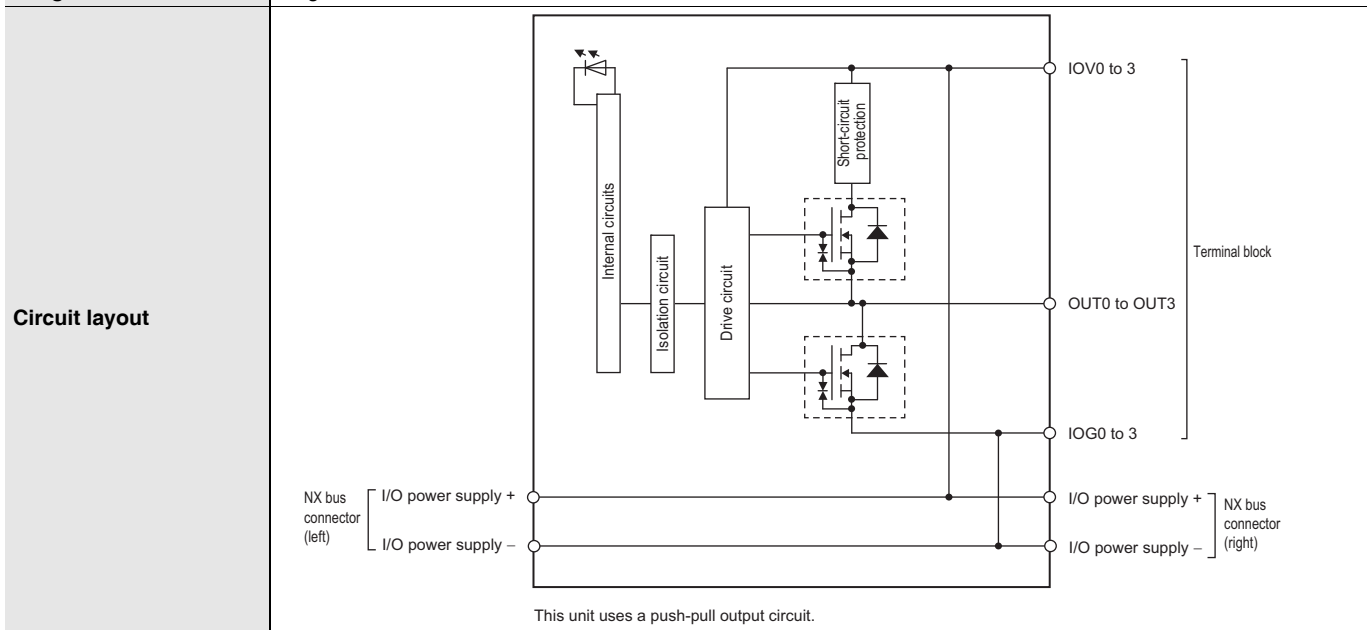 Circuit layout
IOV0 to 3
Short-circuit
protection
Internal circuits
Isolation circuit
Drive circuit
Terminal block
OUT0 to OUT3
IOG0 to 3
NX bus
connector
(left)
I/O power supply +
I/O power supply −
I/O power supply +
I/O power supply −
NX bus
connector
(right)
This unit uses a push-pull output circuit.